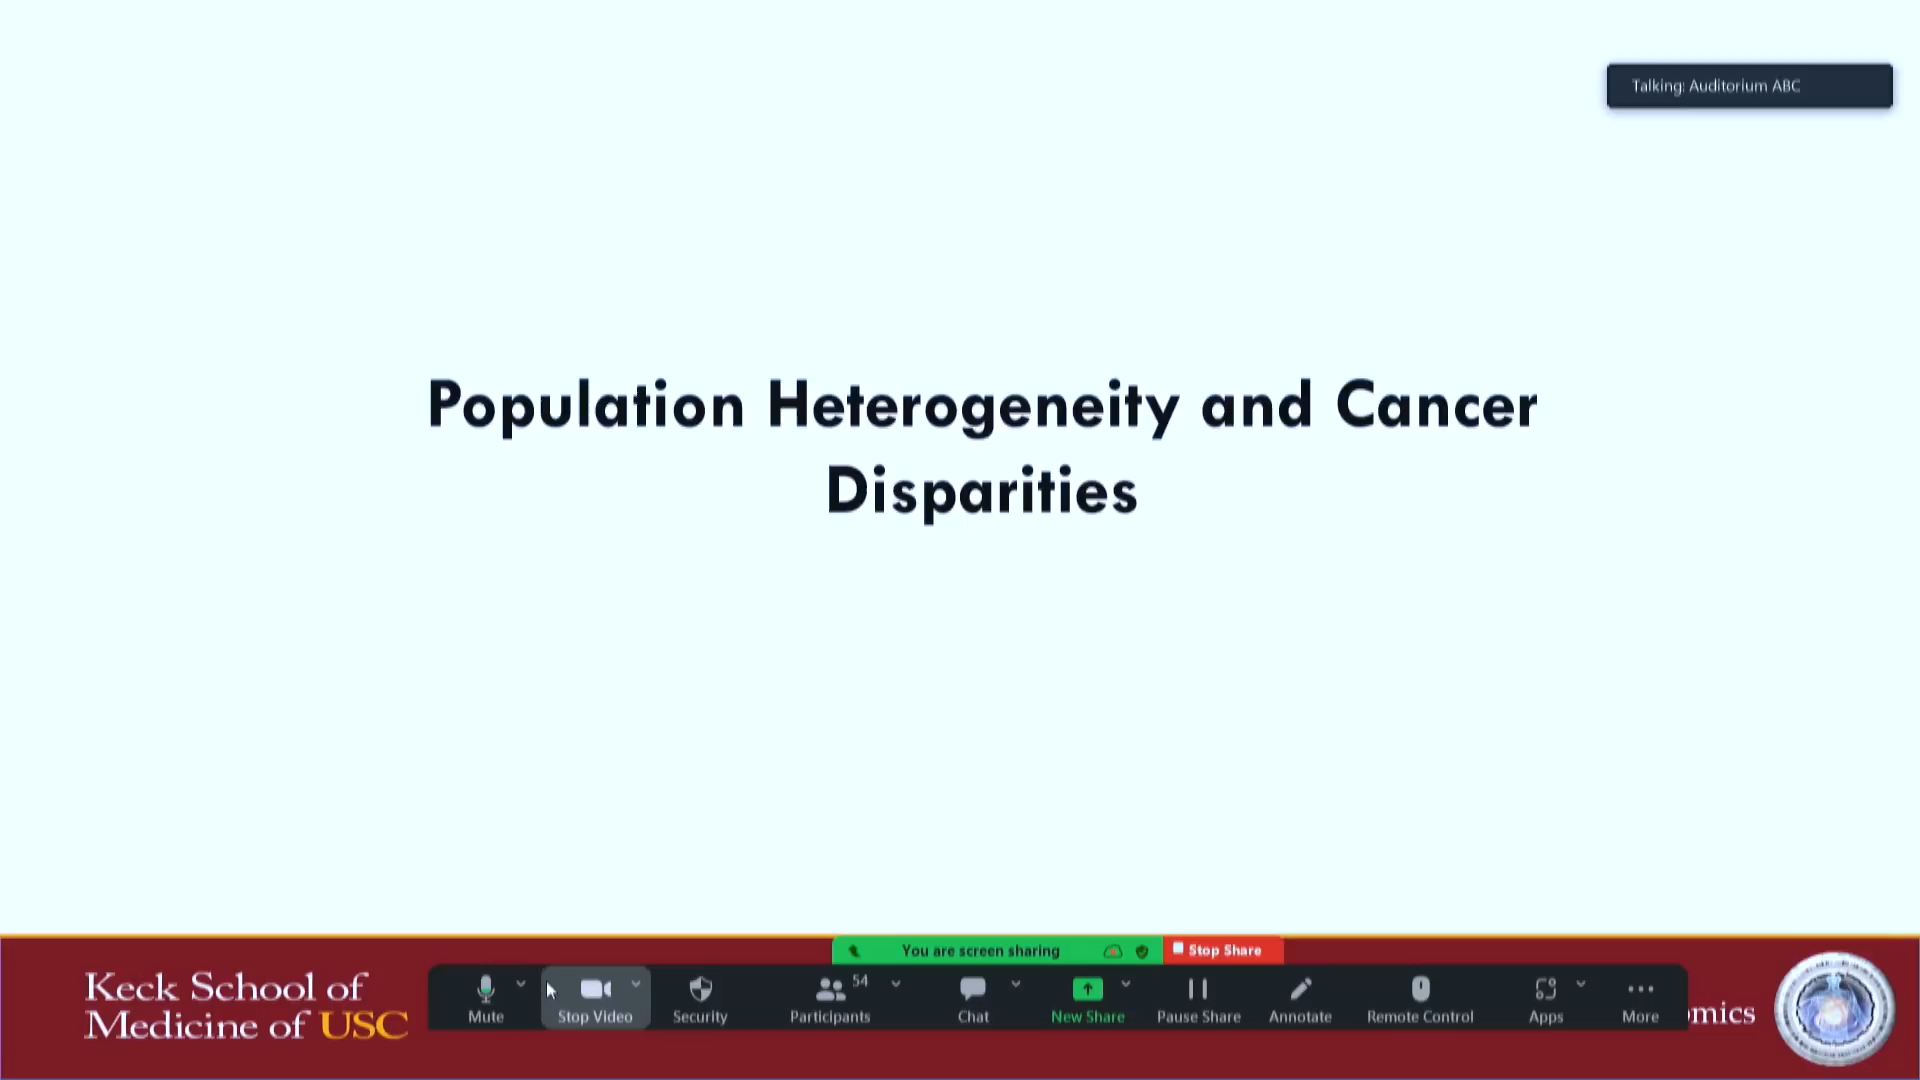 Talking: Auditorium ABC
Population Heterogeneity and Cancer
Disparities
You are screen sharing
Stop Share
Keck School of
Medicine of USC
54
Mute
Stop Video
Security
Participants
Chat
New Share
Pause Share
Annotate
Remote Control
Apps
More
omics